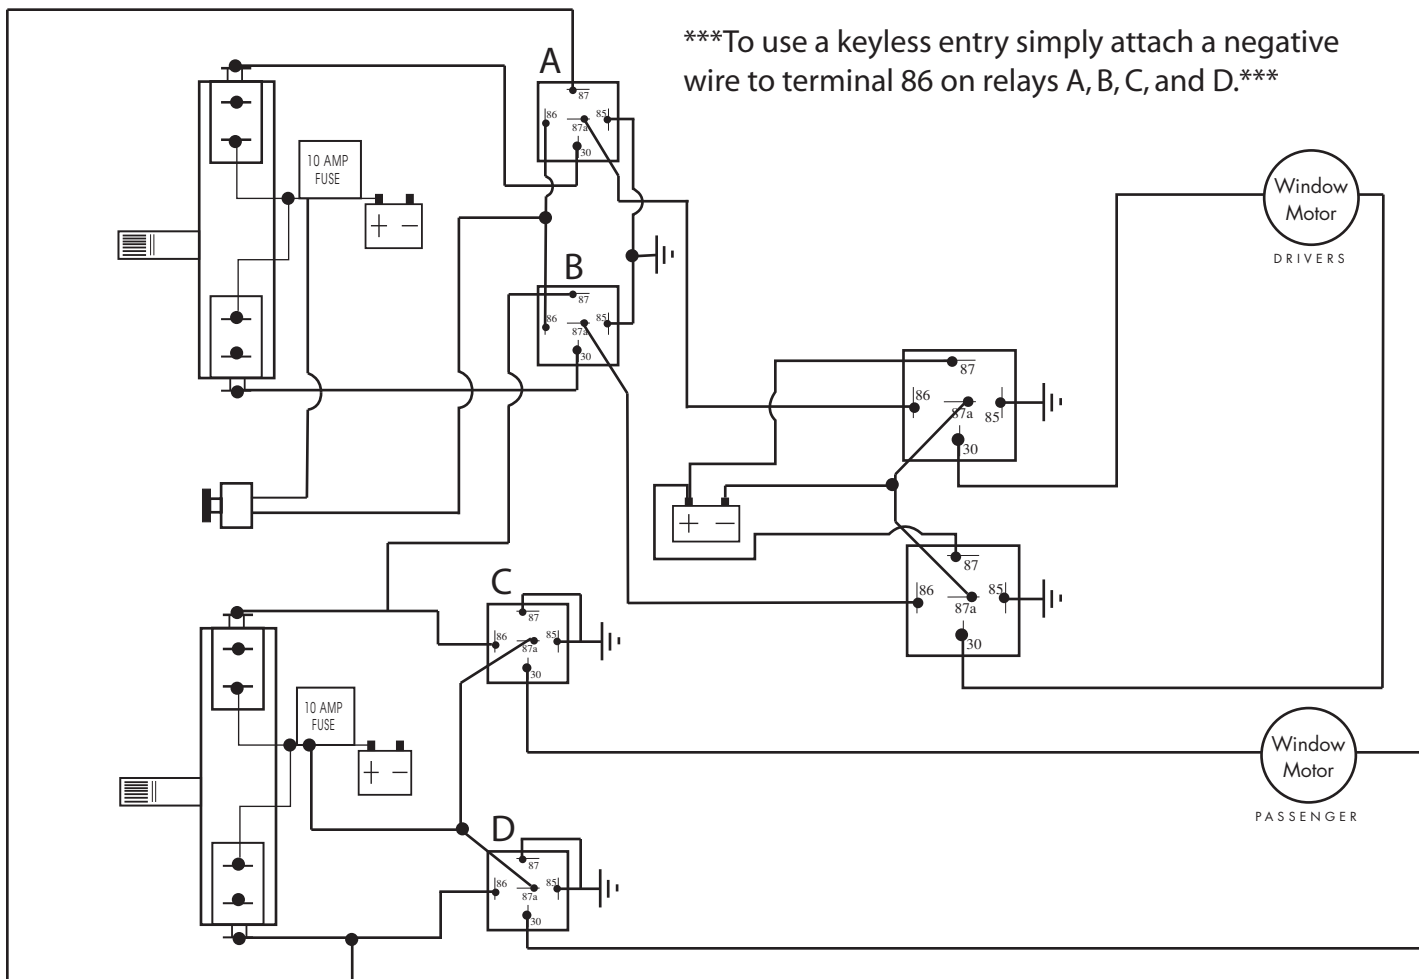 ***To use a keyless entry simply attach a negative
wire to terminal 86 on relays A, B, C, and D.***
A
87
86
85
87a
30
10 AMP
FUSE
+ −
Window
Motor
DRIVERS
B
87
86
85
87a
30
87
86
87a
85
30
+ −
87
86
85
87a
30
C
87
86
85
87a
30
10 AMP
FUSE
+ −
Window
Motor
PASSENGER
D
87
86
85
87a
30